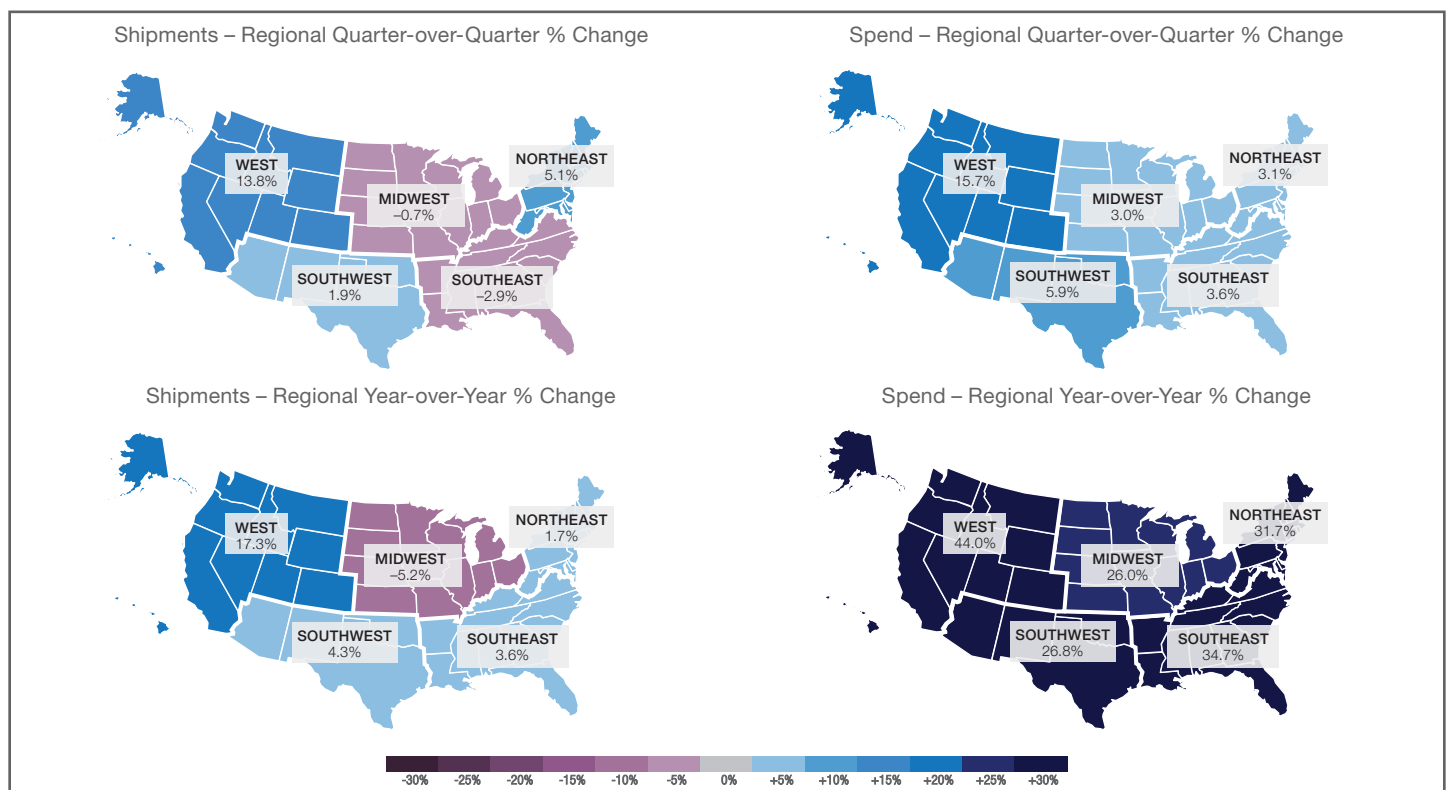 Shipments – Regional Quarter-over-Quarter % Change
WEST
13.8%
MIDWEST
–0.7%
NORTHEAST
5.1%
SOUTHWEST
1.9%
SOUTHEAST
–2.9%
Spend – Regional Quarter-over-Quarter % Change
WEST
15.7%
MIDWEST
3.0%
NORTHEAST
3.1%
SOUTHWEST
5.9%
SOUTHEAST
3.6%
Shipments – Regional Year-over-Year % Change
WEST
17.3%
MIDWEST
–5.2%
NORTHEAST
1.7%
SOUTHWEST
4.3%
SOUTHEAST
3.6%
Spend – Regional Year-over-Year % Change
WEST
44.0%
MIDWEST
26.0%
NORTHEAST
31.7%
SOUTHWEST
26.8%
SOUTHEAST
34.7%
-30% -25% -20% -15% -10% -5% 0% +5% +10% +15% +20% +25% +30%